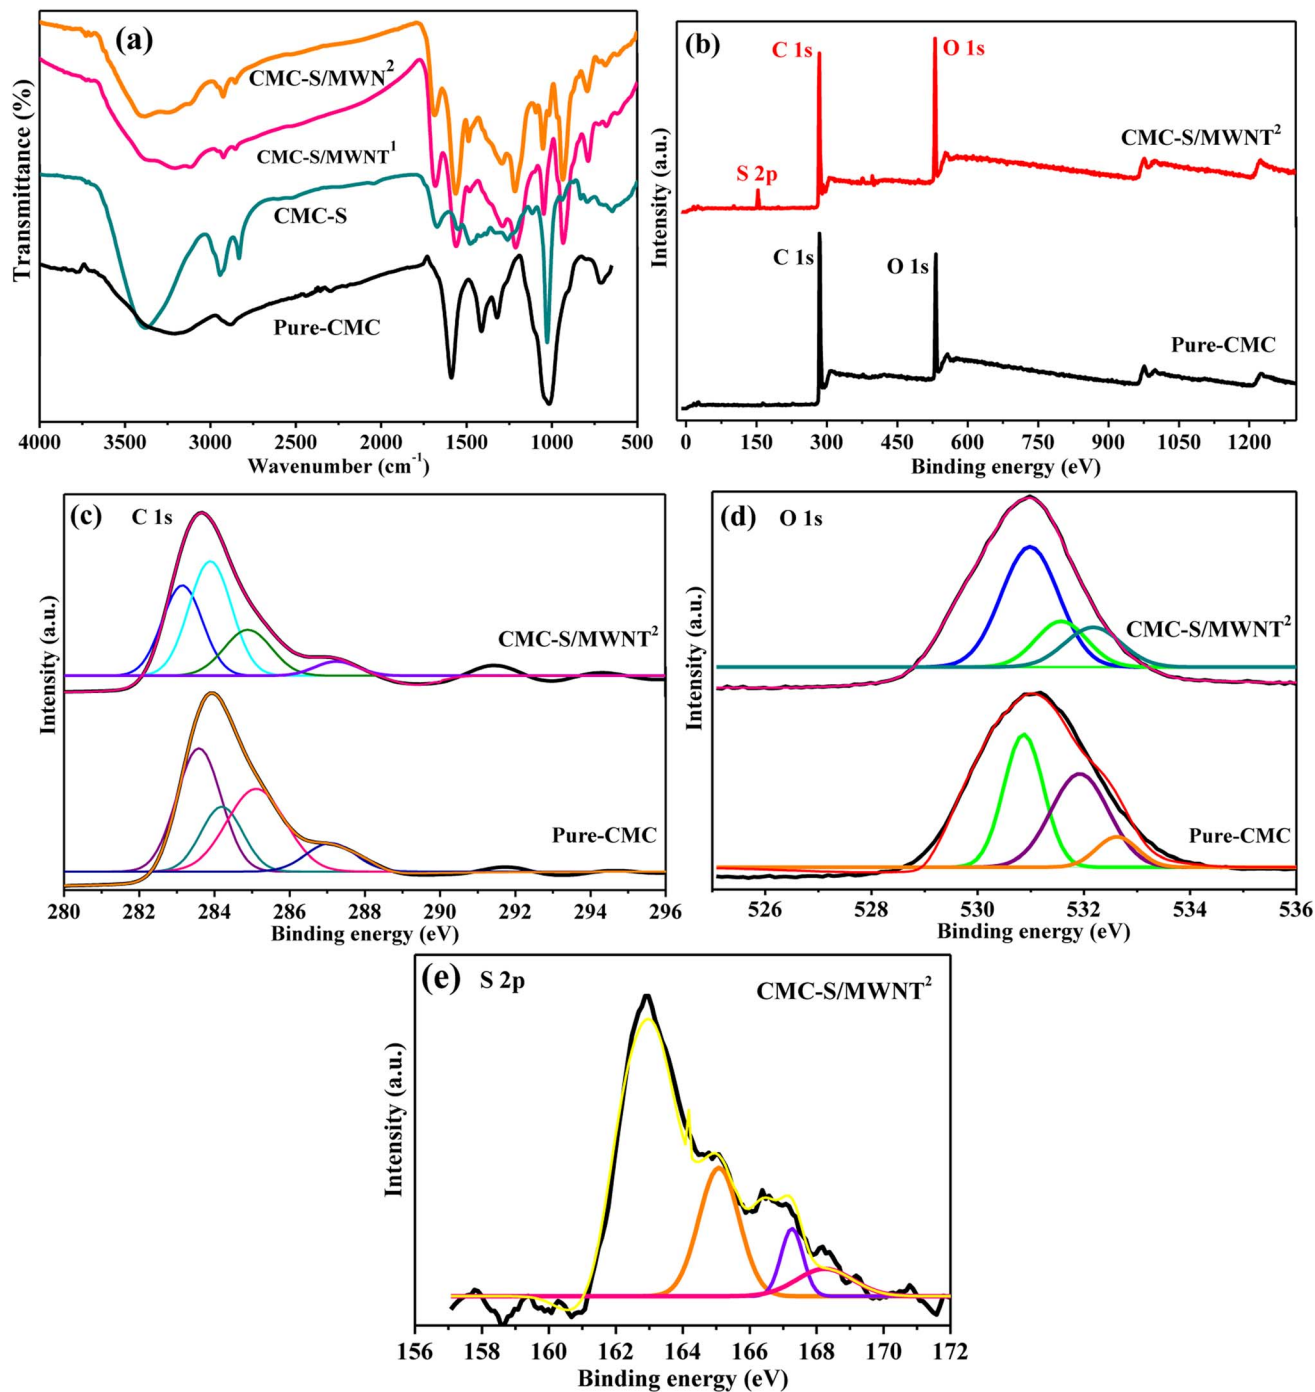 (a)
CMC-S/MWN²
CMC-S/MWNT¹
CMC-S
Pure-CMC
Transmittance (%)
4000 3500 3000 2500 2000 1500 1000 500
Wavenumber (cm⁻¹)
(b)
C 1s
O 1s
S 2p
CMC-S/MWNT²
C 1s
O 1s
Pure-CMC
Intensity (a.u.)
0 150 300 450 600 750 900 1050 1200
Binding energy (eV)
(c) C 1s
CMC-S/MWNT²
Pure-CMC
Intensity (a.u.)
280 282 284 286 288 290 292 294 296
Binding energy (eV)
(d) O 1s
CMC-S/MWNT²
Pure-CMC
Intensity (a.u.)
526 528 530 532 534 536
Binding energy (eV)
(e) S 2p
CMC-S/MWNT²
Intensity (a.u.)
156 158 160 162 164 166 168 170 172
Binding energy (eV)